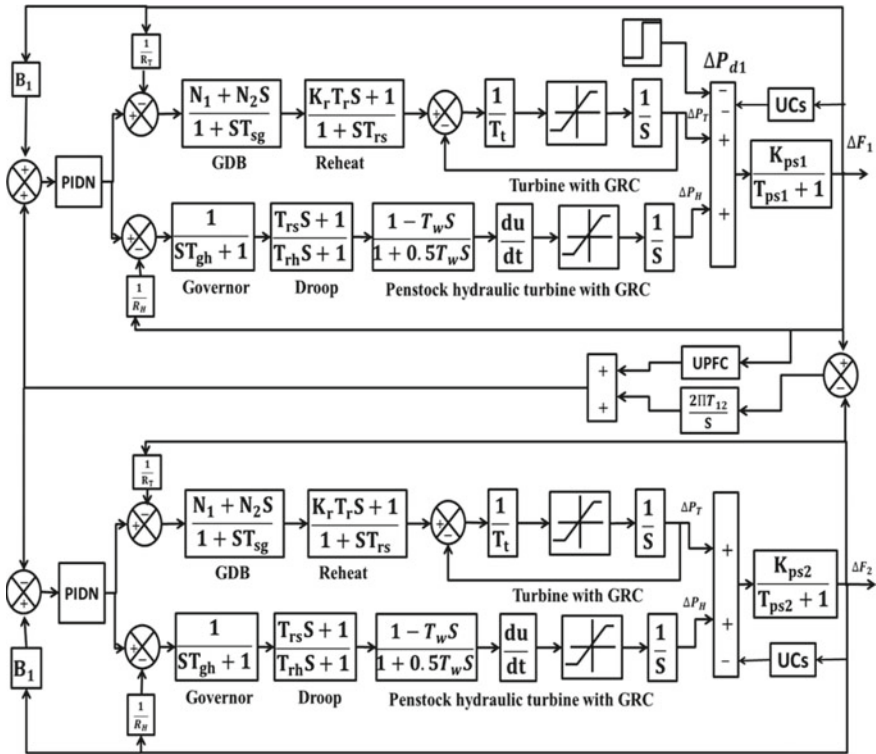 1
R_T
ΔP_d1
B_1
N_1 + N_2S
1 + ST_sg
K_rT_rS + 1
1 + ST_rs
1
T_t
1
S
ΔP_T
UCs
ΔF_1
GDB
Reheat
Turbine with GRC
PIDN
K_ps1
T_ps1 + 1
ΔP_H
1
ST_gh + 1
T_rsS + 1
T_rhS + 1
1 − T_wS
1 + 0.5T_wS
du
dt
1
S
Governor
Droop
Penstock hydraulic turbine with GRC
1
R_H
UPFC
2ΠT_12
S
1
R_T
N_1 + N_2S
1 + ST_sg
K_rT_rS + 1
1 + ST_rs
1
T_t
1
S
ΔP_T
GDB
Reheat
Turbine with GRC
PIDN
K_ps2
T_ps2 + 1
ΔF_2
ΔP_H
1
ST_gh + 1
T_rsS + 1
T_rhS + 1
1 − T_wS
1 + 0.5T_wS
du
dt
1
S
UCs
B_1
Governor
Droop
Penstock hydraulic turbine with GRC
1
R_H